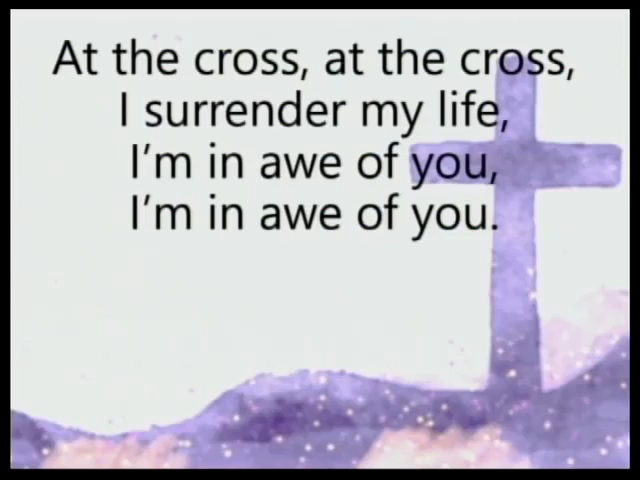 At the cross, at the cross,
I surrender my life,
I'm in awe of you,
I'm in awe of you.